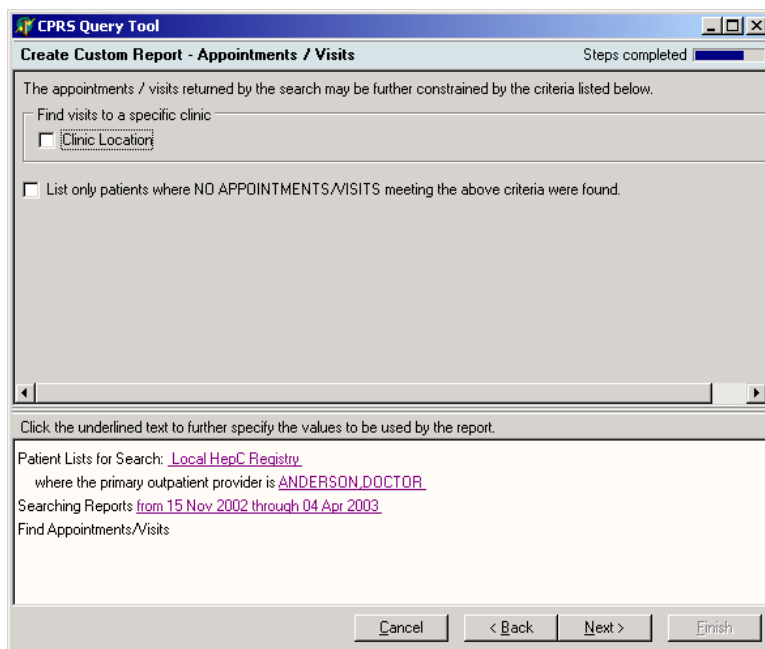 CPRS Query Tool
Create Custom Report - Appointments / Visits Steps completed
The appointments / visits returned by the search may be further constrained by the criteria listed below.
Find visits to a specific clinic
Clinic Location
List only patients where NO APPOINTMENTS/VISITS meeting the above criteria were found.
Click the underlined text to further specify the values to be used by the report.
Patient Lists for Search: Local HepC Registry
where the primary outpatient provider is ANDERSON,DOCTOR
Searching Reports from 15 Nov 2002 through 04 Apr 2003
Find Appointments/Visits
Cancel < Back Next > Finish